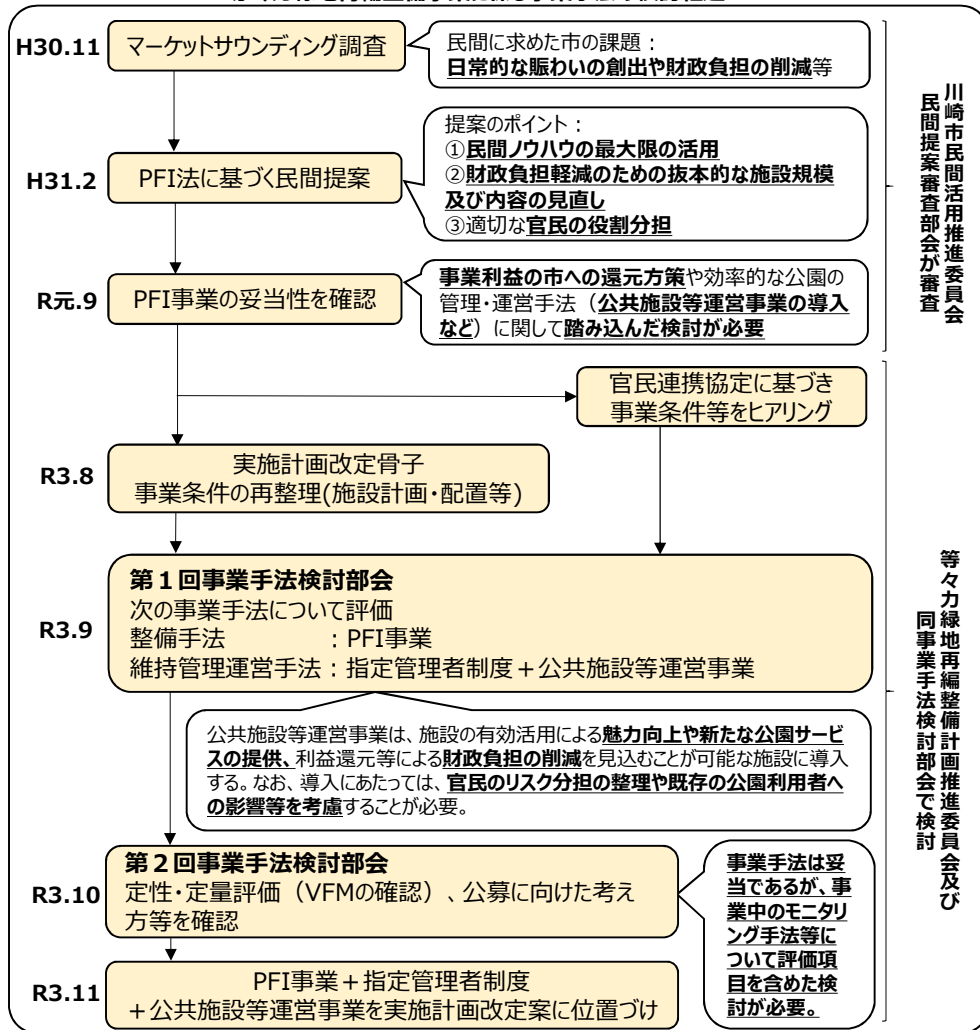 H30.11
マーケットサウンディング調査
民間に求めた市の課題：
日常的な賑わいの創出や財政負担の削減等
H31.2
PFI法に基づく民間提案
提案のポイント：
①民間ノウハウの最大限の活用
②財政負担軽減のための抜本的な施設規模
及び内容の見直し
③適切な官民の役割分担
R元.9
PFI事業の妥当性を確認
事業利益の市への還元方策や効率的な公園の
管理・運営手法（公共施設等運営事業の導入
など）に関して踏み込んだ検討が必要
川崎市民間活用推進委員会
民間提案審査部会が審査
官民連携協定に基づき
事業条件等をヒアリング
R3.8
実施計画改定骨子
事業条件の再整理(施設計画・配置等)
R3.9
第１回事業手法検討部会
次の事業手法について評価
整備手法　　　　：PFI事業
維持管理運営手法：指定管理者制度＋公共施設等運営事業
公共施設等運営事業は、施設の有効活用による魅力向上や新たな公園サービ
スの提供、利益還元等による財政負担の削減を見込むことが可能な施設に導入
する。なお、導入にあたっては、官民のリスク分担の整理や既存の公園利用者へ
の影響等を考慮することが必要。
R3.10
第２回事業手法検討部会
定性・定量評価（VFMの確認）、公募に向けた考え
方等を確認
事業手法は妥
当であるが、事
業中のモニタリ
ング手法等に
ついて評価項
目を含めた検
討が必要。
R3.11
PFI事業＋指定管理者制度
＋公共施設等運営事業を実施計画改定案に位置づけ
等々力緑地再編整備計画推進委員会及び
同事業手法検討部会で検討